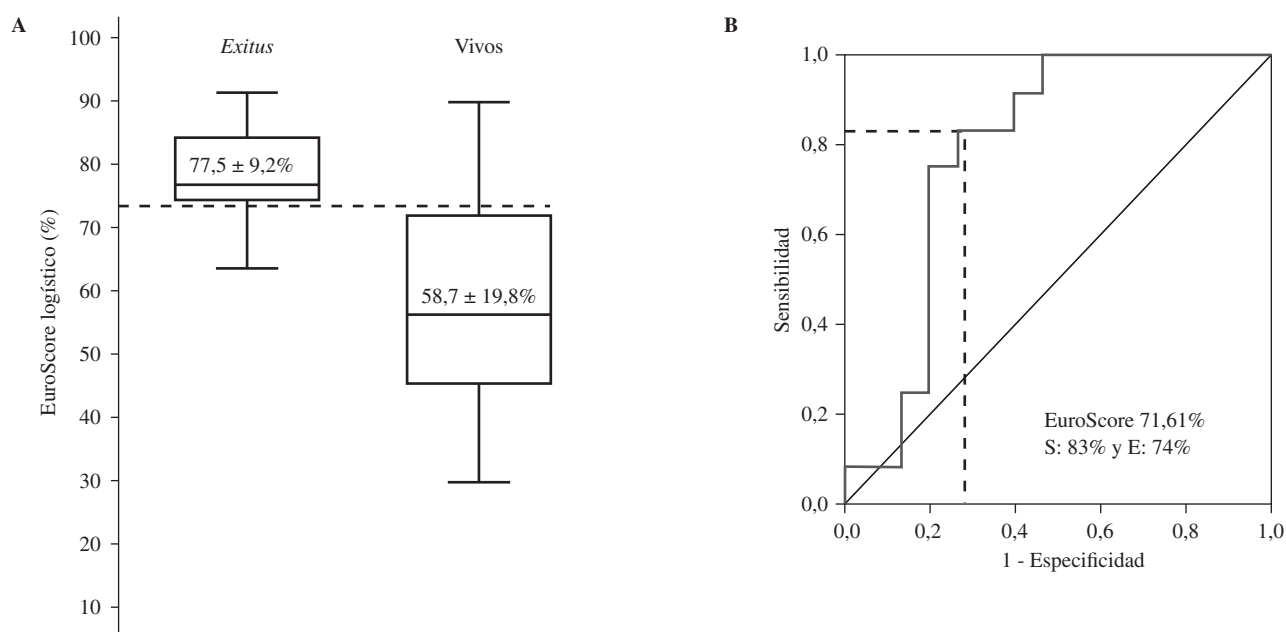 A
Exitus
Vivos
100
90
80
70
60
50
40
30
20
10
EuroScore logístico (%)
77,5 ± 9,2%
58,7 ± 19,8%
B
1,0
0,8
0,6
0,4
0,2
0,0
Sensibilidad
EuroScore 71,61%
S: 83% y E: 74%
0,0 0,2 0,4 0,6 0,8 1,0
1 - Especificidad